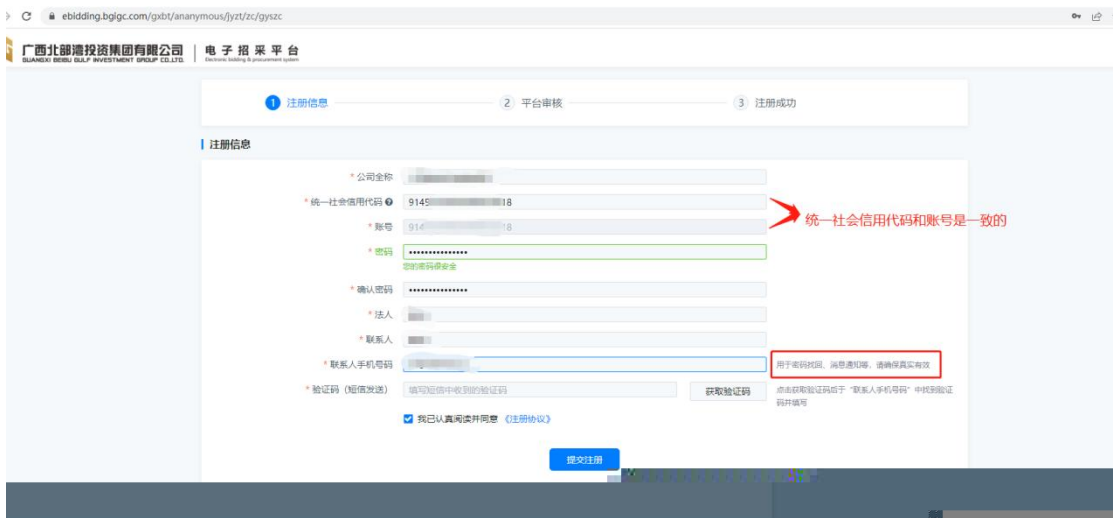 ebidding.bgigc.com/gxbt/ananymous/jyzt/zc/gyszc
广西北部湾投资集团有限公司 电子招采平台
GUANGXI BEIBU GULF INVESTMENT GROUP CO.,LTD. Electronic bidding & procurement system
1 注册信息 2 平台审核 3 注册成功
注册信息
* 公司全称
* 统一社会信用代码 9145 18
统一社会信用代码和账号是一致的
* 账号 914 18
* 密码 •••••••••••••••
您的密码很安全
* 确认密码 •••••••••••••••
* 法人
* 联系人
* 联系人手机号码 用于密码找回、消息通知等，请确保真实有效
* 验证码（短信发送） 填写短信中收到的验证码 获取验证码 点击获取验证码后于“联系人手机号码”中找到验证
码并填写
我已认真阅读并同意 《注册协议》
提交注册